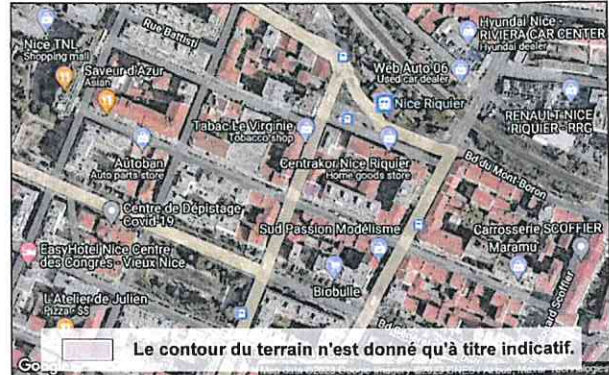 Hyundai Nice -
RIVIERA CAR CENTER
Hyundai dealer
Rue Battisti
Nice TNL
Shopping mall
Saveur d'Azur
Asian
Web Auto 06
Used car dealer
Nice Riquier
RENAULT NICE
RIQUIER - RRG
Tabac Le Virginie
Tobacco shop
Autoban
Auto parts store
Centrakor Nice Riquier
Home goods store
Bd du Mont Boron
Centre de Dépistage
Covid-19
Sud Passion Modélisme
Carrosserie SCOFFIER
Maramu
EasyHotel Nice Centre
des Congrès - Vieux Nice
Biobulle
Scoffier
L'Atelier de Julien
Pizza · $$
Le contour du terrain n'est donné qu'à titre indicatif.
Google